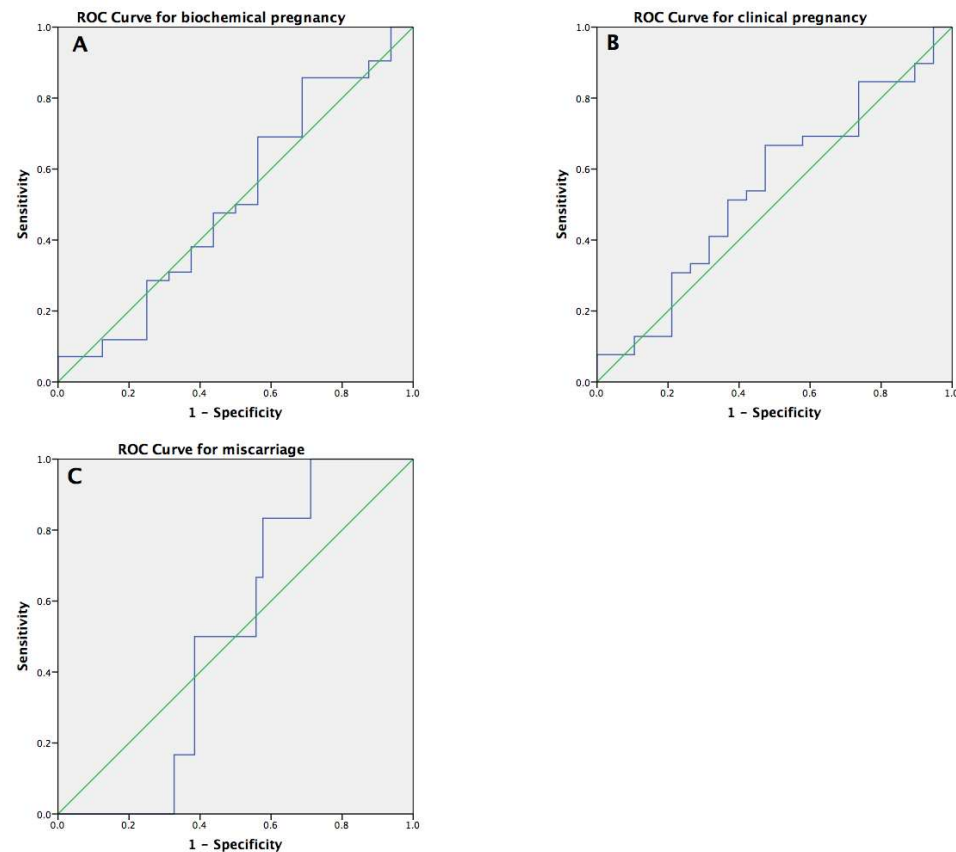 ROC Curve for biochemical pregnancy
A
1.0
0.8
0.6
0.4
0.2
0.0
Sensitivity
0.0 0.2 0.4 0.6 0.8 1.0
1 – Specificity
ROC Curve for clinical pregnancy
B
1.0
0.8
0.6
0.4
0.2
0.0
Sensitivity
0.0 0.2 0.4 0.6 0.8 1.0
1 – Specificity
ROC Curve for miscarriage
C
1.0
0.8
0.6
0.4
0.2
0.0
Sensitivity
0.0 0.2 0.4 0.6 0.8 1.0
1 – Specificity